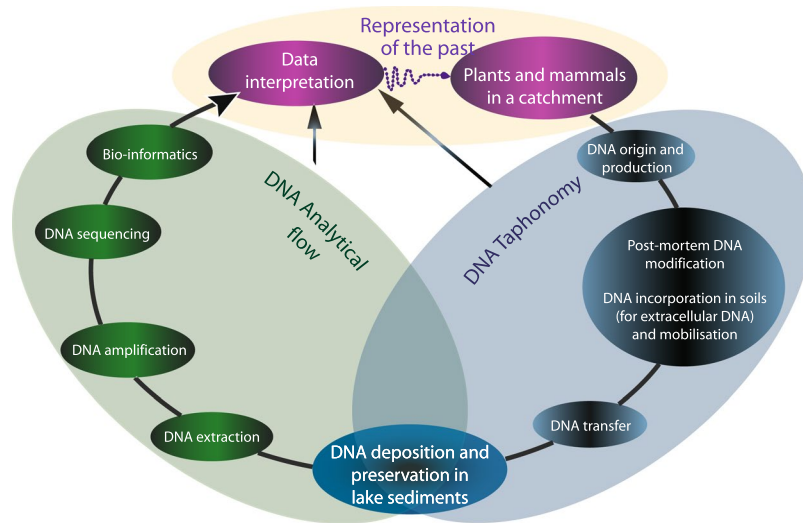 Representation
of the past
Data
interpretation
Plants and mammals
in a catchment
DNA origin and
production
Post-mortem DNA
modification
DNA incorporation in soils
(for extracellular DNA)
and mobilisation
DNA transfer
DNA deposition and
preservation in
lake sediments
DNA extraction
DNA amplification
DNA sequencing
Bio-informatics
DNA Analytical
flow
DNA Taphonomy